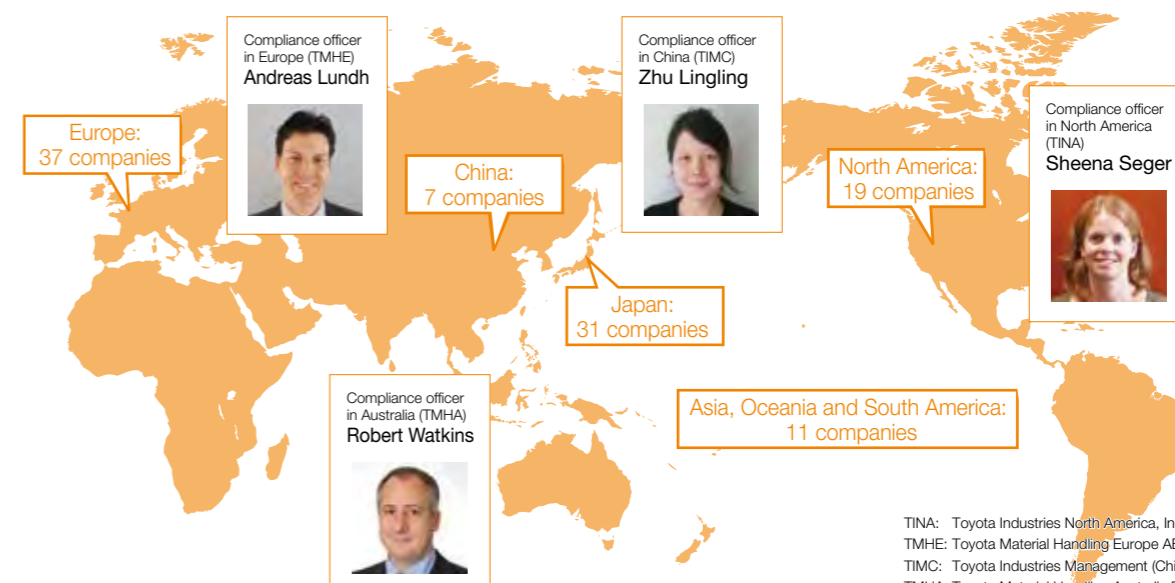 Compliance officer
in Europe (TMHE)
Andreas Lundh
Compliance officer
in China (TIMC)
Zhu Lingling
Compliance officer
in North America
(TINA)
Sheena Seger
Europe:
37 companies
China:
7 companies
North America:
19 companies
Japan:
31 companies
Compliance officer
in Australia (TMHA)
Robert Watkins
Asia, Oceania and South America:
11 companies
TINA: Toyota Industries North America,
TMHE: Toyota Material Handling Europe
TIMC: Toyota Industries Management